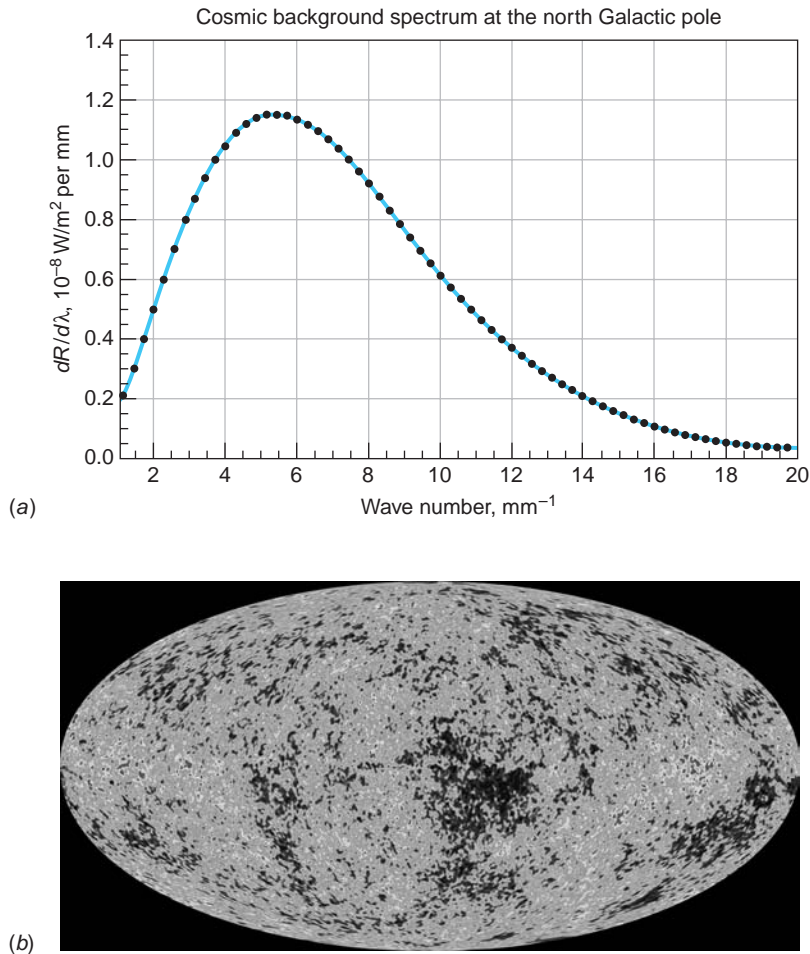 Cosmic background spectrum at the north Galactic pole
1.4
1.2
1.0
0.8
0.6
0.4
0.2
0.0
dR/dλ, 10⁻⁸ W/m² per mm
2 4 6 8 10 12 14 16 18 20
Wave number, mm⁻¹
(a)
(b)